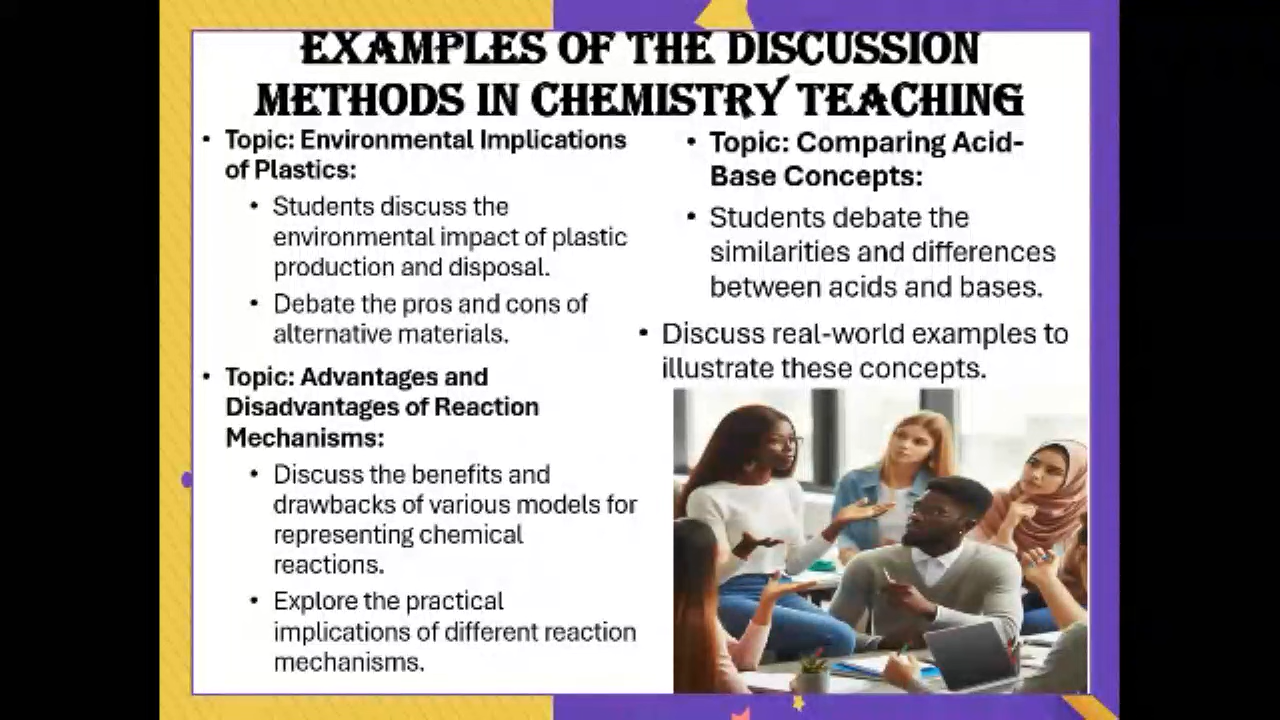 EXAMPLES OF THE DISCUSSION
METHODS IN CHEMISTRY TEACHING
• Topic: Environmental Implications
of Plastics:
• Students discuss the
environmental impact of plastic
production and disposal.
• Debate the pros and cons of
alternative materials.
• Topic: Advantages and
Disadvantages of Reaction
Mechanisms:
• Discuss the benefits and
drawbacks of various models for
representing chemical
reactions.
• Explore the practical
implications of different reaction
mechanisms.
• Topic: Comparing Acid-
Base Concepts:
• Students debate the
similarities and differences
between acids and bases.
• Discuss real-world examples to
illustrate these concepts.